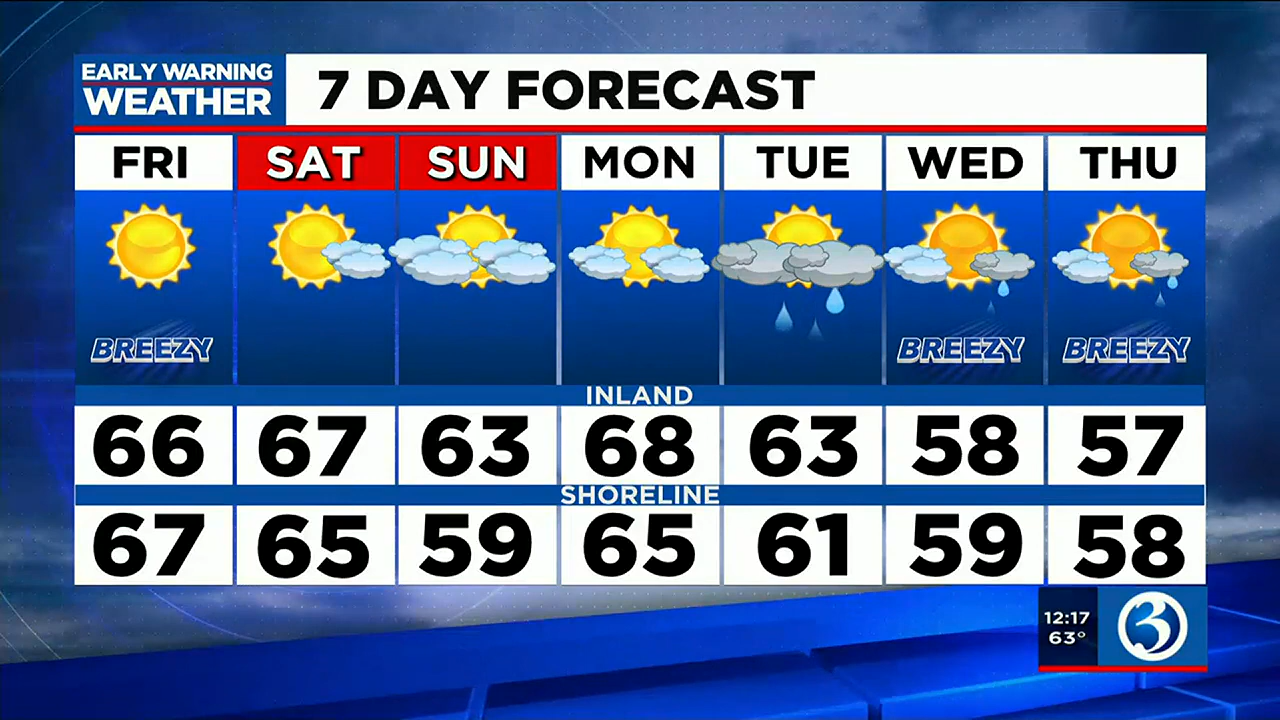 EARLY WARNING
WEATHER
7 DAY FORECAST
FRI SAT SUN MON TUE WED THU
BREEZY BREEZY BREEZY
INLAND
66 67 63 68 63 58 57
SHORELINE
67 65 59 65 61 59 58
12:17
63°
3